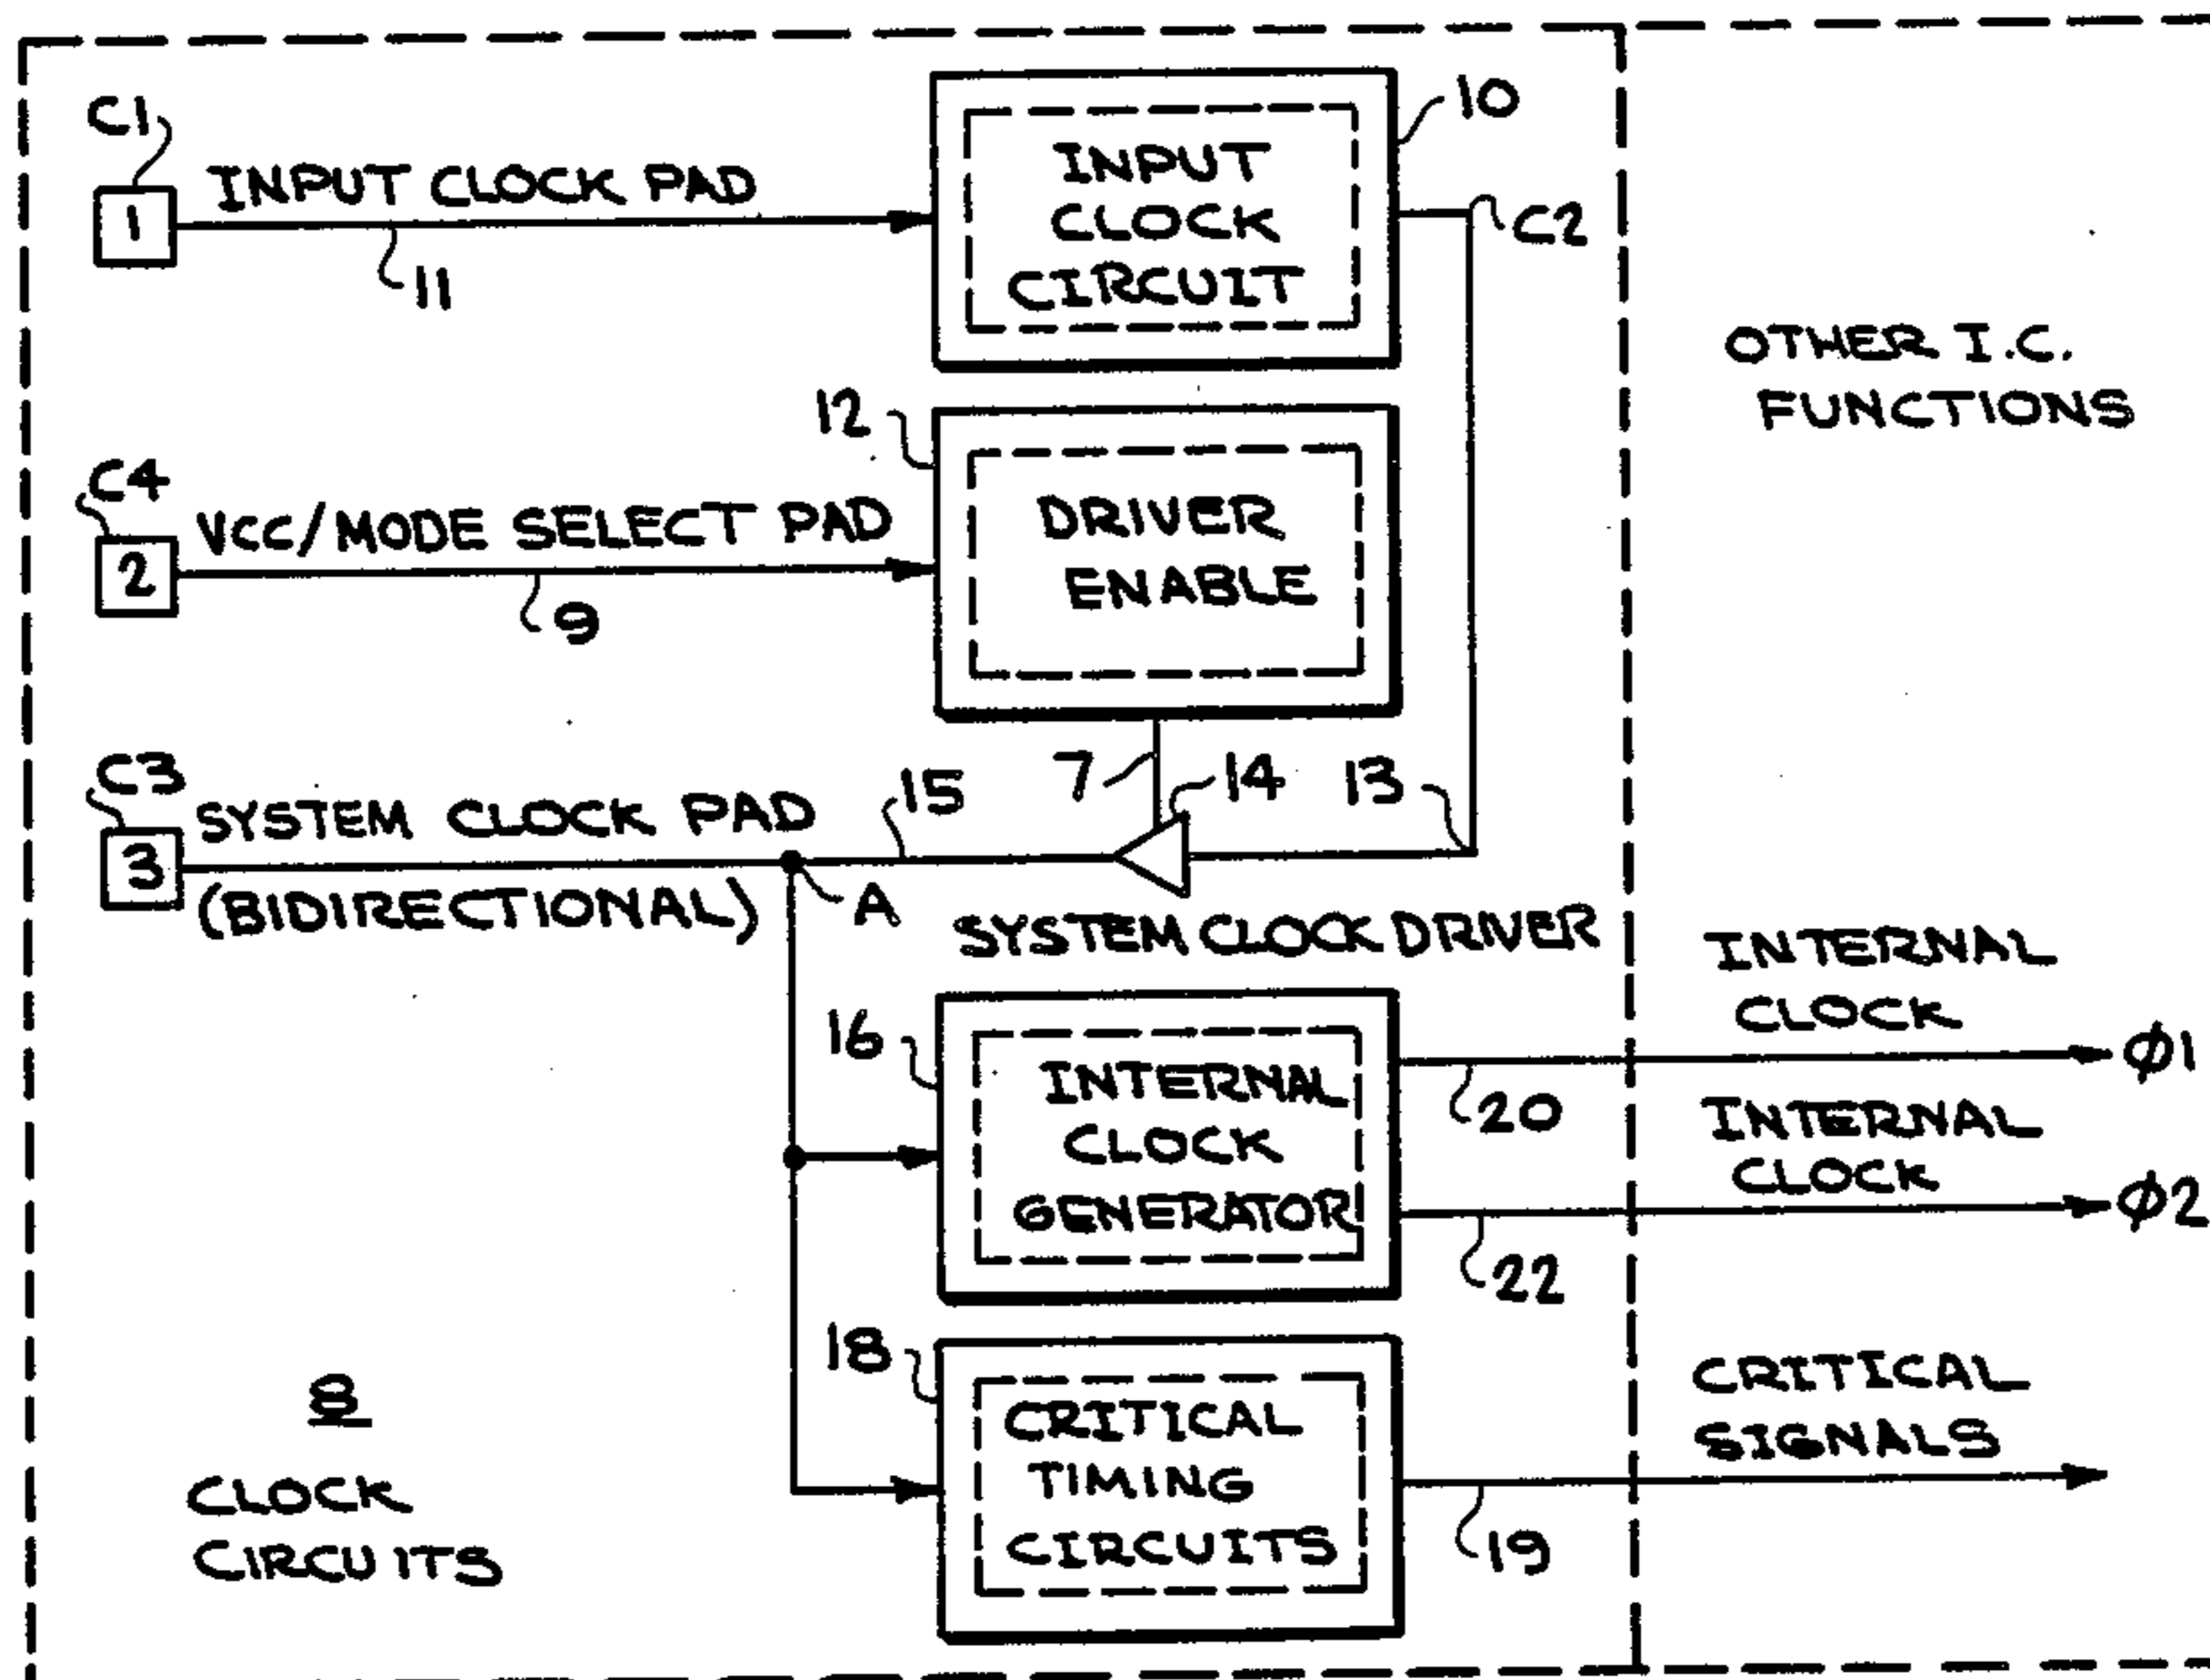 C1
1
INPUT CLOCK PAD
11
INPUT
CLOCK
CIRCUIT
10
C2
OTHER I.C.
FUNCTIONS
12
C4
2
VCC/MODE SELECT PAD
9
DRIVER
ENABLE
C3
3
SYSTEM CLOCK PAD
(BIDIRECTIONAL)
15
A
7
14
13
SYSTEM CLOCK DRIVER
16
INTERNAL
CLOCK
GENERATOR
INTERNAL
CLOCK
ϕ1
20
INTERNAL
CLOCK
ϕ2
22
18
CRITICAL
TIMING
CIRCUITS
CRITICAL
SIGNALS
19
8
CLOCK
CIRCUITS